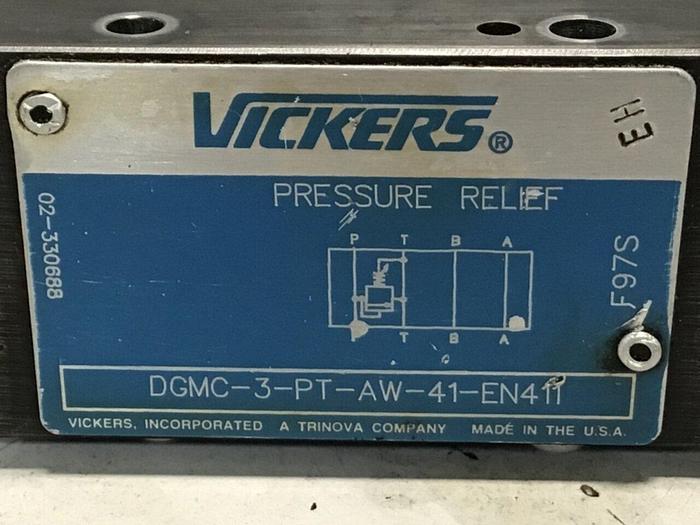 VICKERS®
EH
PRESSURE RELIEF
02-330688
P T B A
P T B A
F97S
DGMC-3-PT-AW-41-EN411
VICKERS, INCORPORATED A TRINOVA COMPANY MADE IN THE U.S.A.